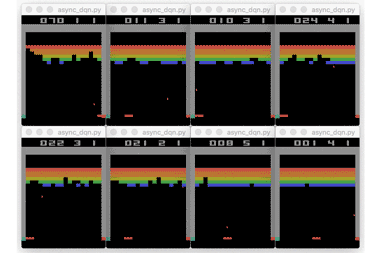 async_dqn.py async_dqn.py async_dqn.py async_dqn.py
070 1 1 011 3 1 010 3 1 024 4 1
async_dqn.py async_dqn.py async_dqn.py async_dqn.py
022 3 1 021 2 1 008 5 1 001 4 1